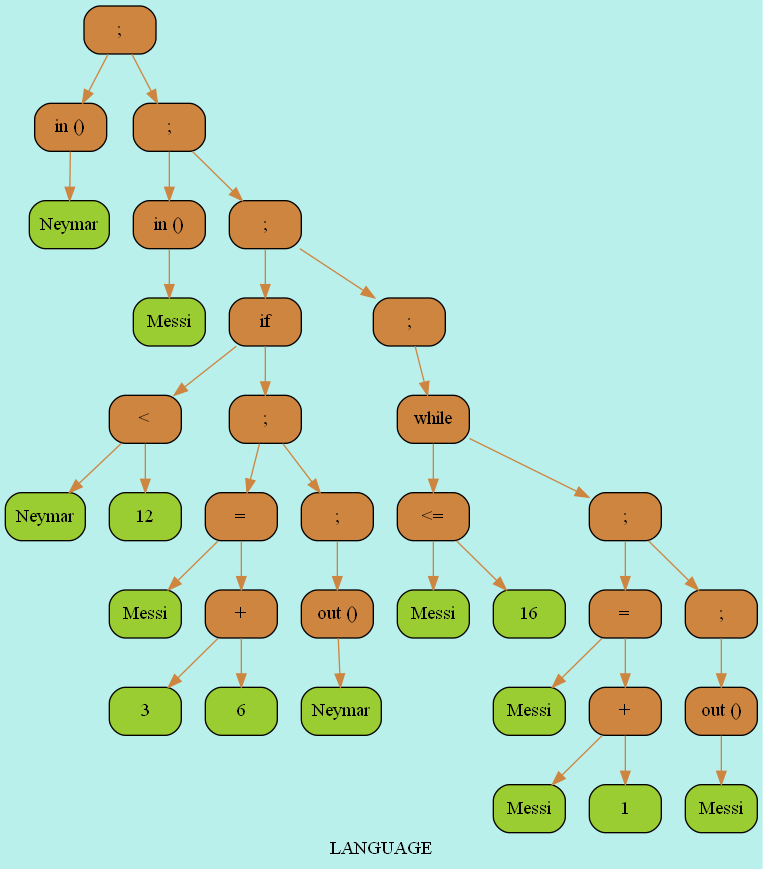 ;
in () ;
Neymar in () ;
Messi if ;
< ; while
Neymar 12 = ; <= ;
Messi + out () Messi 16 = ;
3 6 Neymar Messi + out ()
Messi 1 Messi
LANGUAGE